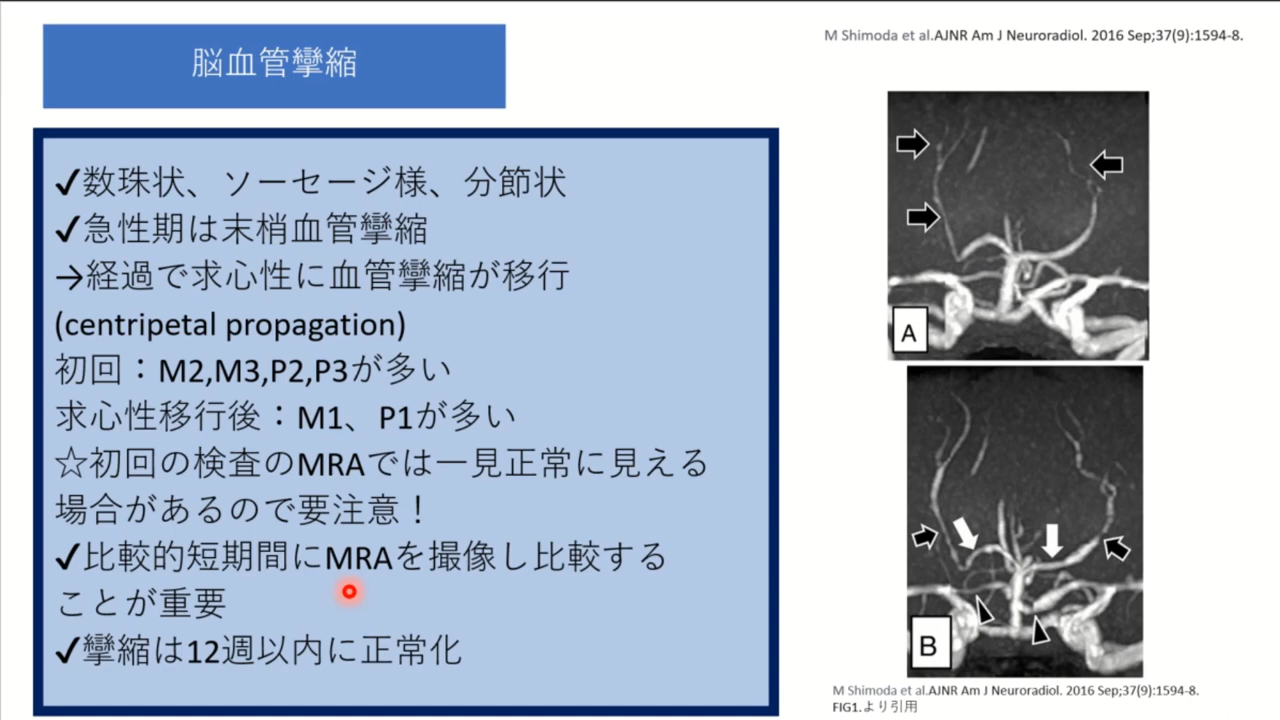 脳血管攣縮
M Shimoda et al.AJNR Am J Neuroradiol. 2016 Sep;37(9):1594-8.
✓数珠状、ソーセージ様、分節状
✓急性期は末梢血管攣縮
→経過で求心性に血管攣縮が移行
(centripetal propagation)
初回：M2,M3,P2,P3が多い
求心性移行後：M1、P1が多い
☆初回の検査のMRAでは一見正常に見える
場合があるので要注意！
✓比較的短期間にMRAを撮像し比較する
ことが重要
✓攣縮は12週以内に正常化
A
B
M Shimoda et al.AJNR Am J Neuroradiol. 2016 Sep;37(9):1594-8.
FIG1.より引用